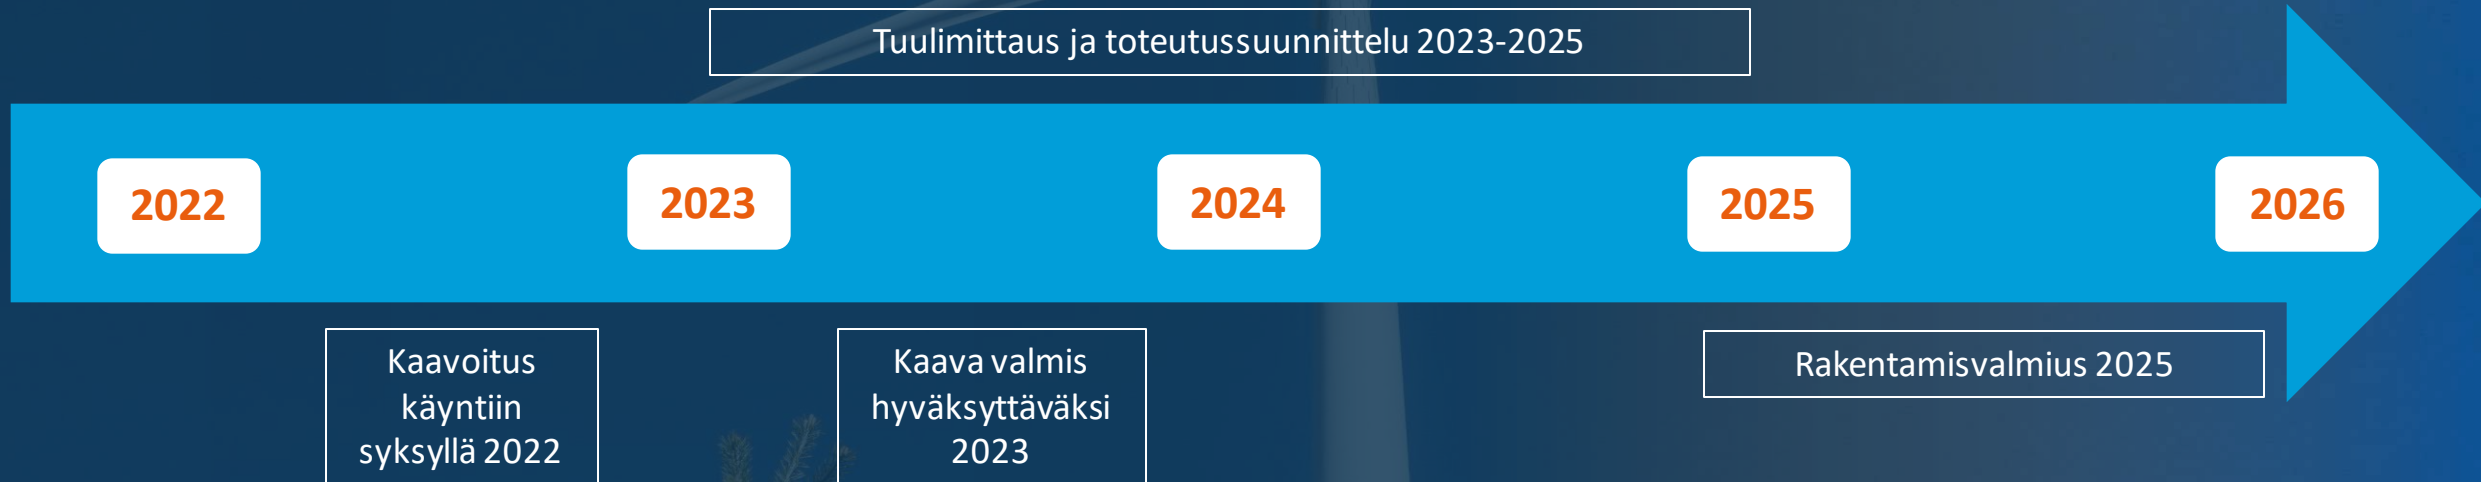 Tuulimittaus ja toteutussuunnittelu 2023-2025
2022
2023
2024
2025
2026
Kaavoitus
käyntiin
syksyllä 2022
Kaava valmis
hyväksyttäväksi
2023
Rakentamisvalmius 2025